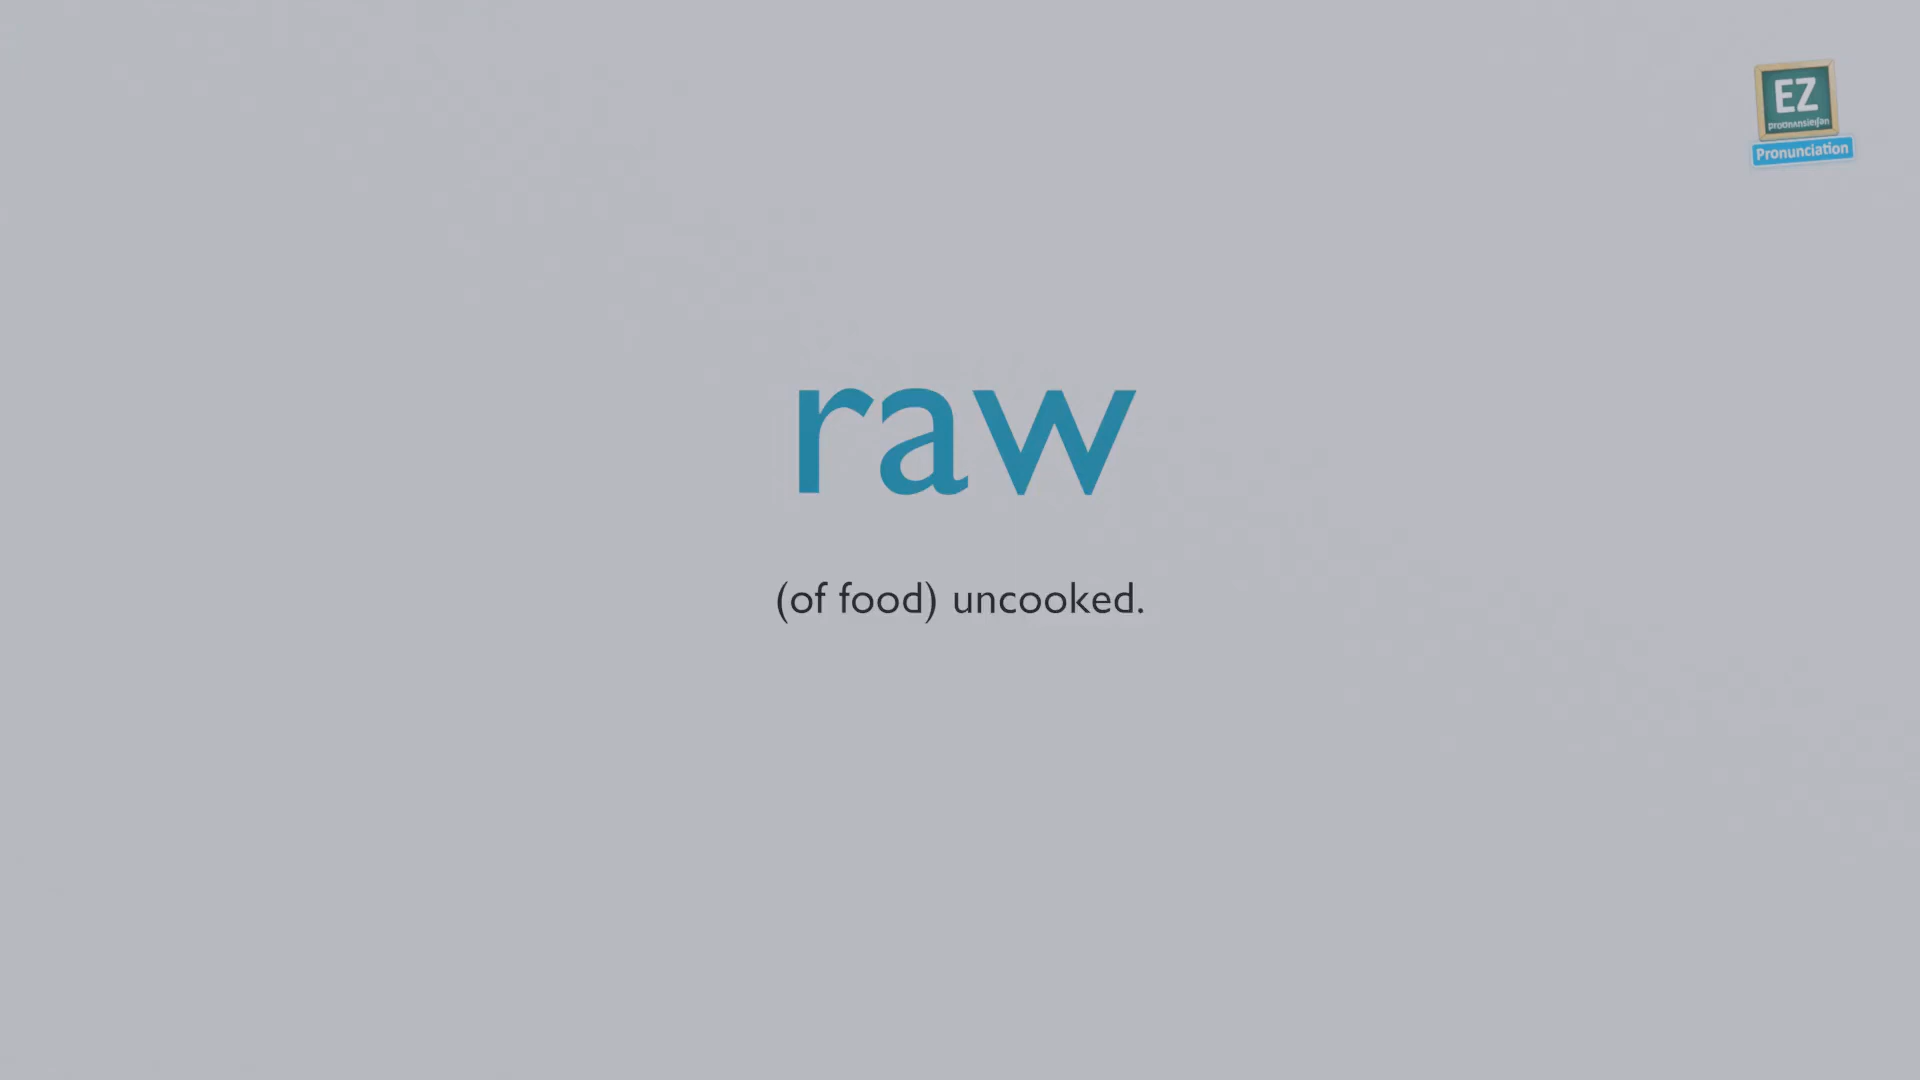 EZ
Pronunciation
raw
(of food) uncooked.